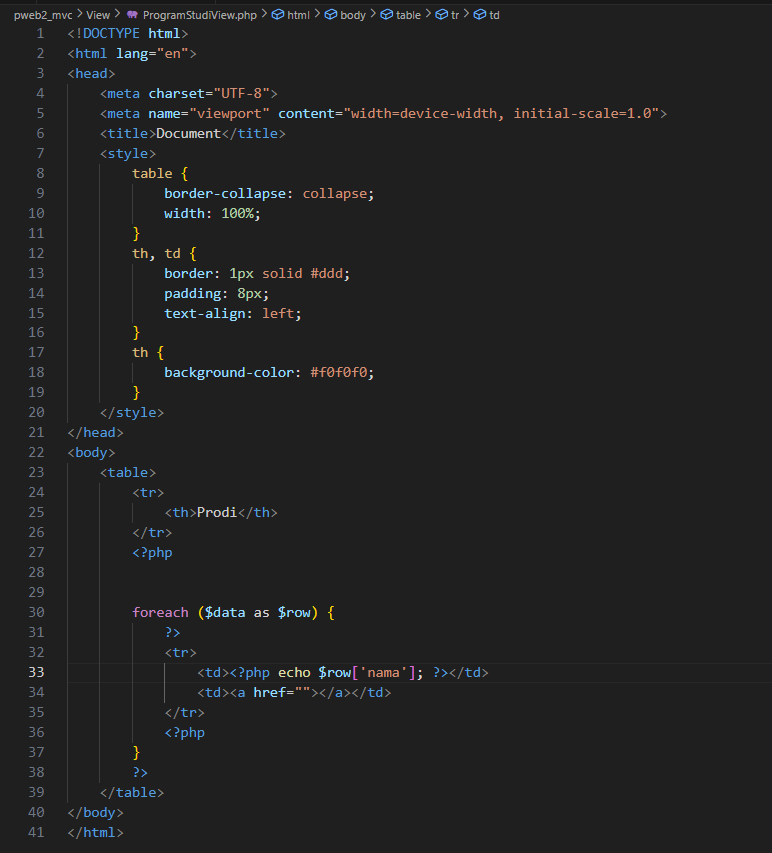 pweb2_mvc > View > ProgramStudiView.php > html > body > table > tr > td
1 <!DOCTYPE html>
2 <html lang="en">
3 <head>
4     <meta charset="UTF-8">
5     <meta name="viewport" content="width=device-width, initial-scale=1.0">
6     <title>Document</title>
7     <style>
8         table {
9             border-collapse: collapse;
10             width: 100%;
11         }
12         th, td {
13             border: 1px solid #ddd;
14             padding: 8px;
15             text-align: left;
16         }
17         th {
18             background-color: #f0f0f0;
19         }
20     </style>
21 </head>
22 <body>
23     <table>
24         <tr>
25             <th>Prodi</th>
26         </tr>
27         <?php
28
29
30         foreach ($data as $row) {
31             ?>
32             <tr>
33                 <td><?php echo $row['nama']; ?></td>
34                 <td><a href=""></a></td>
35             </tr>
36             <?php
37         }
38         ?>
39     </table>
40 </body>
41 </html>